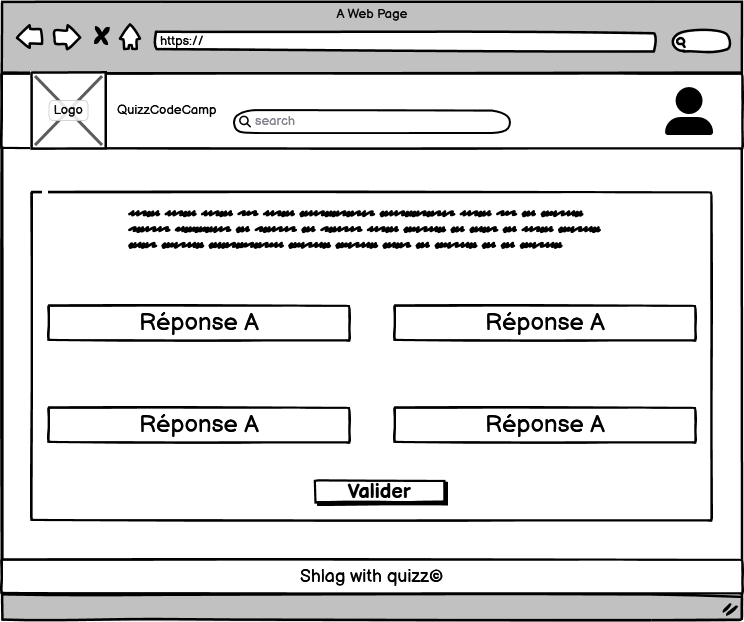 A Web Page
https://
Logo
QuizzCodeCamp
search
Réponse A
Réponse A
Réponse A
Réponse A
Valider
Shlag with quizz©